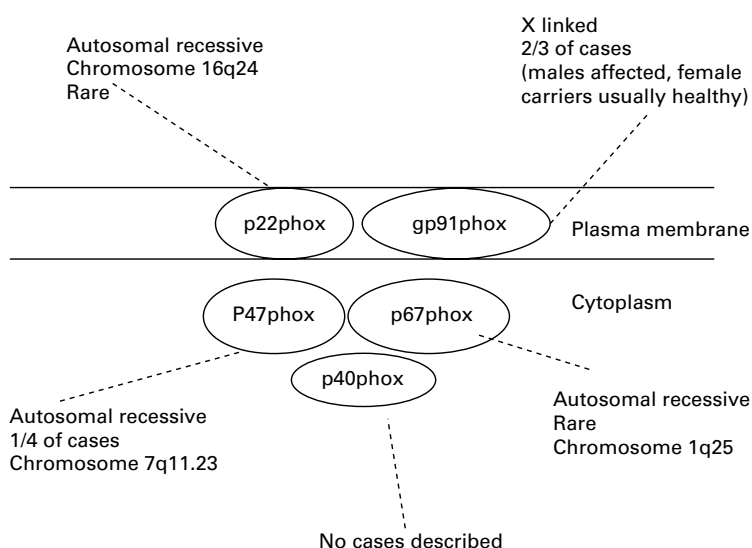 Autosomal recessive
Chromosome 16q24
Rare
X linked
2/3 of cases
(males affected, female
carriers usually healthy)
p22phox
gp91phox
Plasma membrane
P47phox
p67phox
Cytoplasm
p40phox
Autosomal recessive
1/4 of cases
Chromosome 7q11.23
Autosomal recessive
Rare
Chromosome 1q25
No cases described